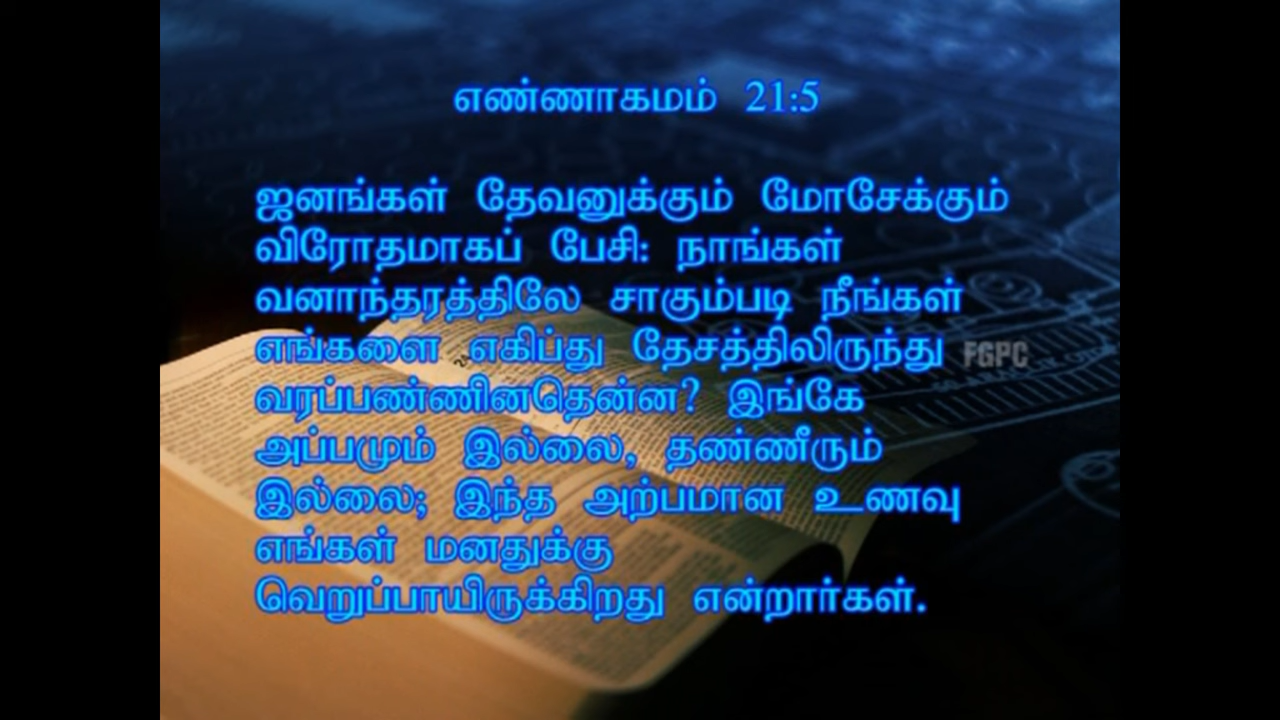 எண்ணாகமம் 21:5
ஜனங்கள் தேவனுக்கும் மோசேக்கும்
விரோதமாகப் பேசி: நாங்கள்
வனாந்தரத்திலே சாகும்படி நீங்கள்
எங்களை எகிப்து தேசத்திலிருந்து
வரப்பண்ணினதென்ன? இங்கே
அப்பமும் இல்லை, தண்ணீரும்
இல்லை; இந்த அற்பமான உணவு
எங்கள் மனதுக்கு
வெறுப்பாயிருக்கிறது என்றார்கள்.
FGPC